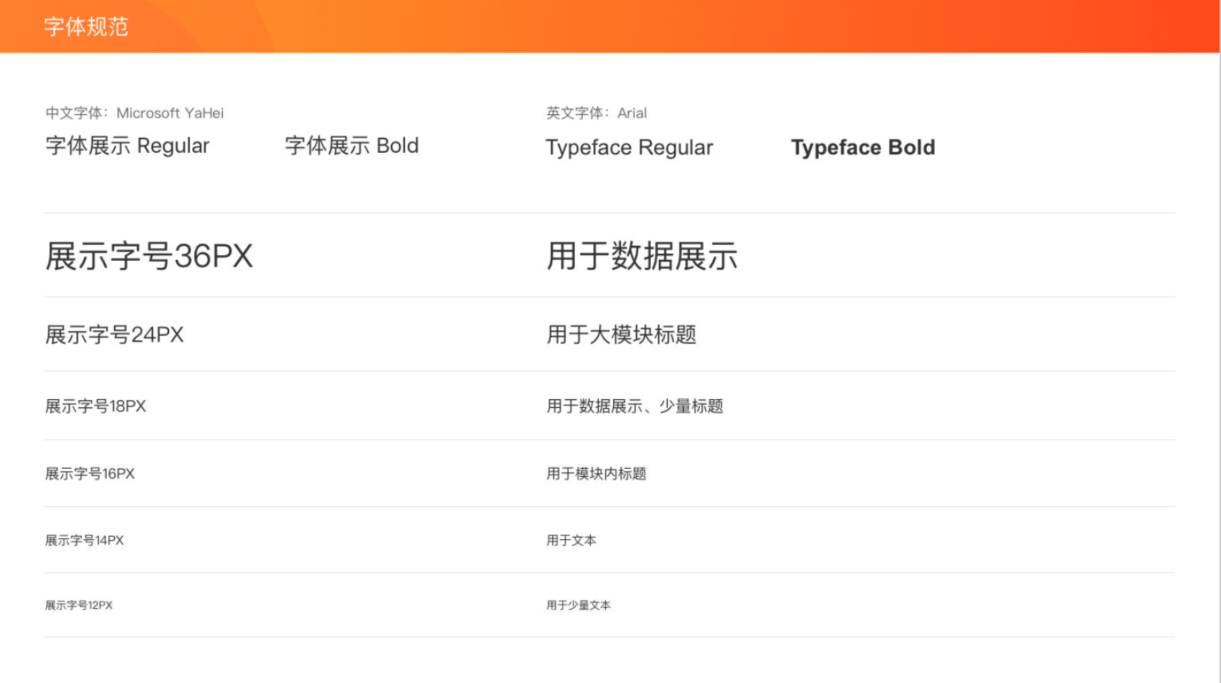 字体规范
中文字体：Microsoft YaHei
英文字体：Arial
字体展示 Regular
字体展示 Bold
Typeface Regular
Typeface Bold
展示字号36PX
用于数据展示
展示字号24PX
用于大模块标题
展示字号18PX
用于数据展示、少量标题
展示字号16PX
用于模块内标题
展示字号14PX
用于文本
展示字号12PX
用于少量文本